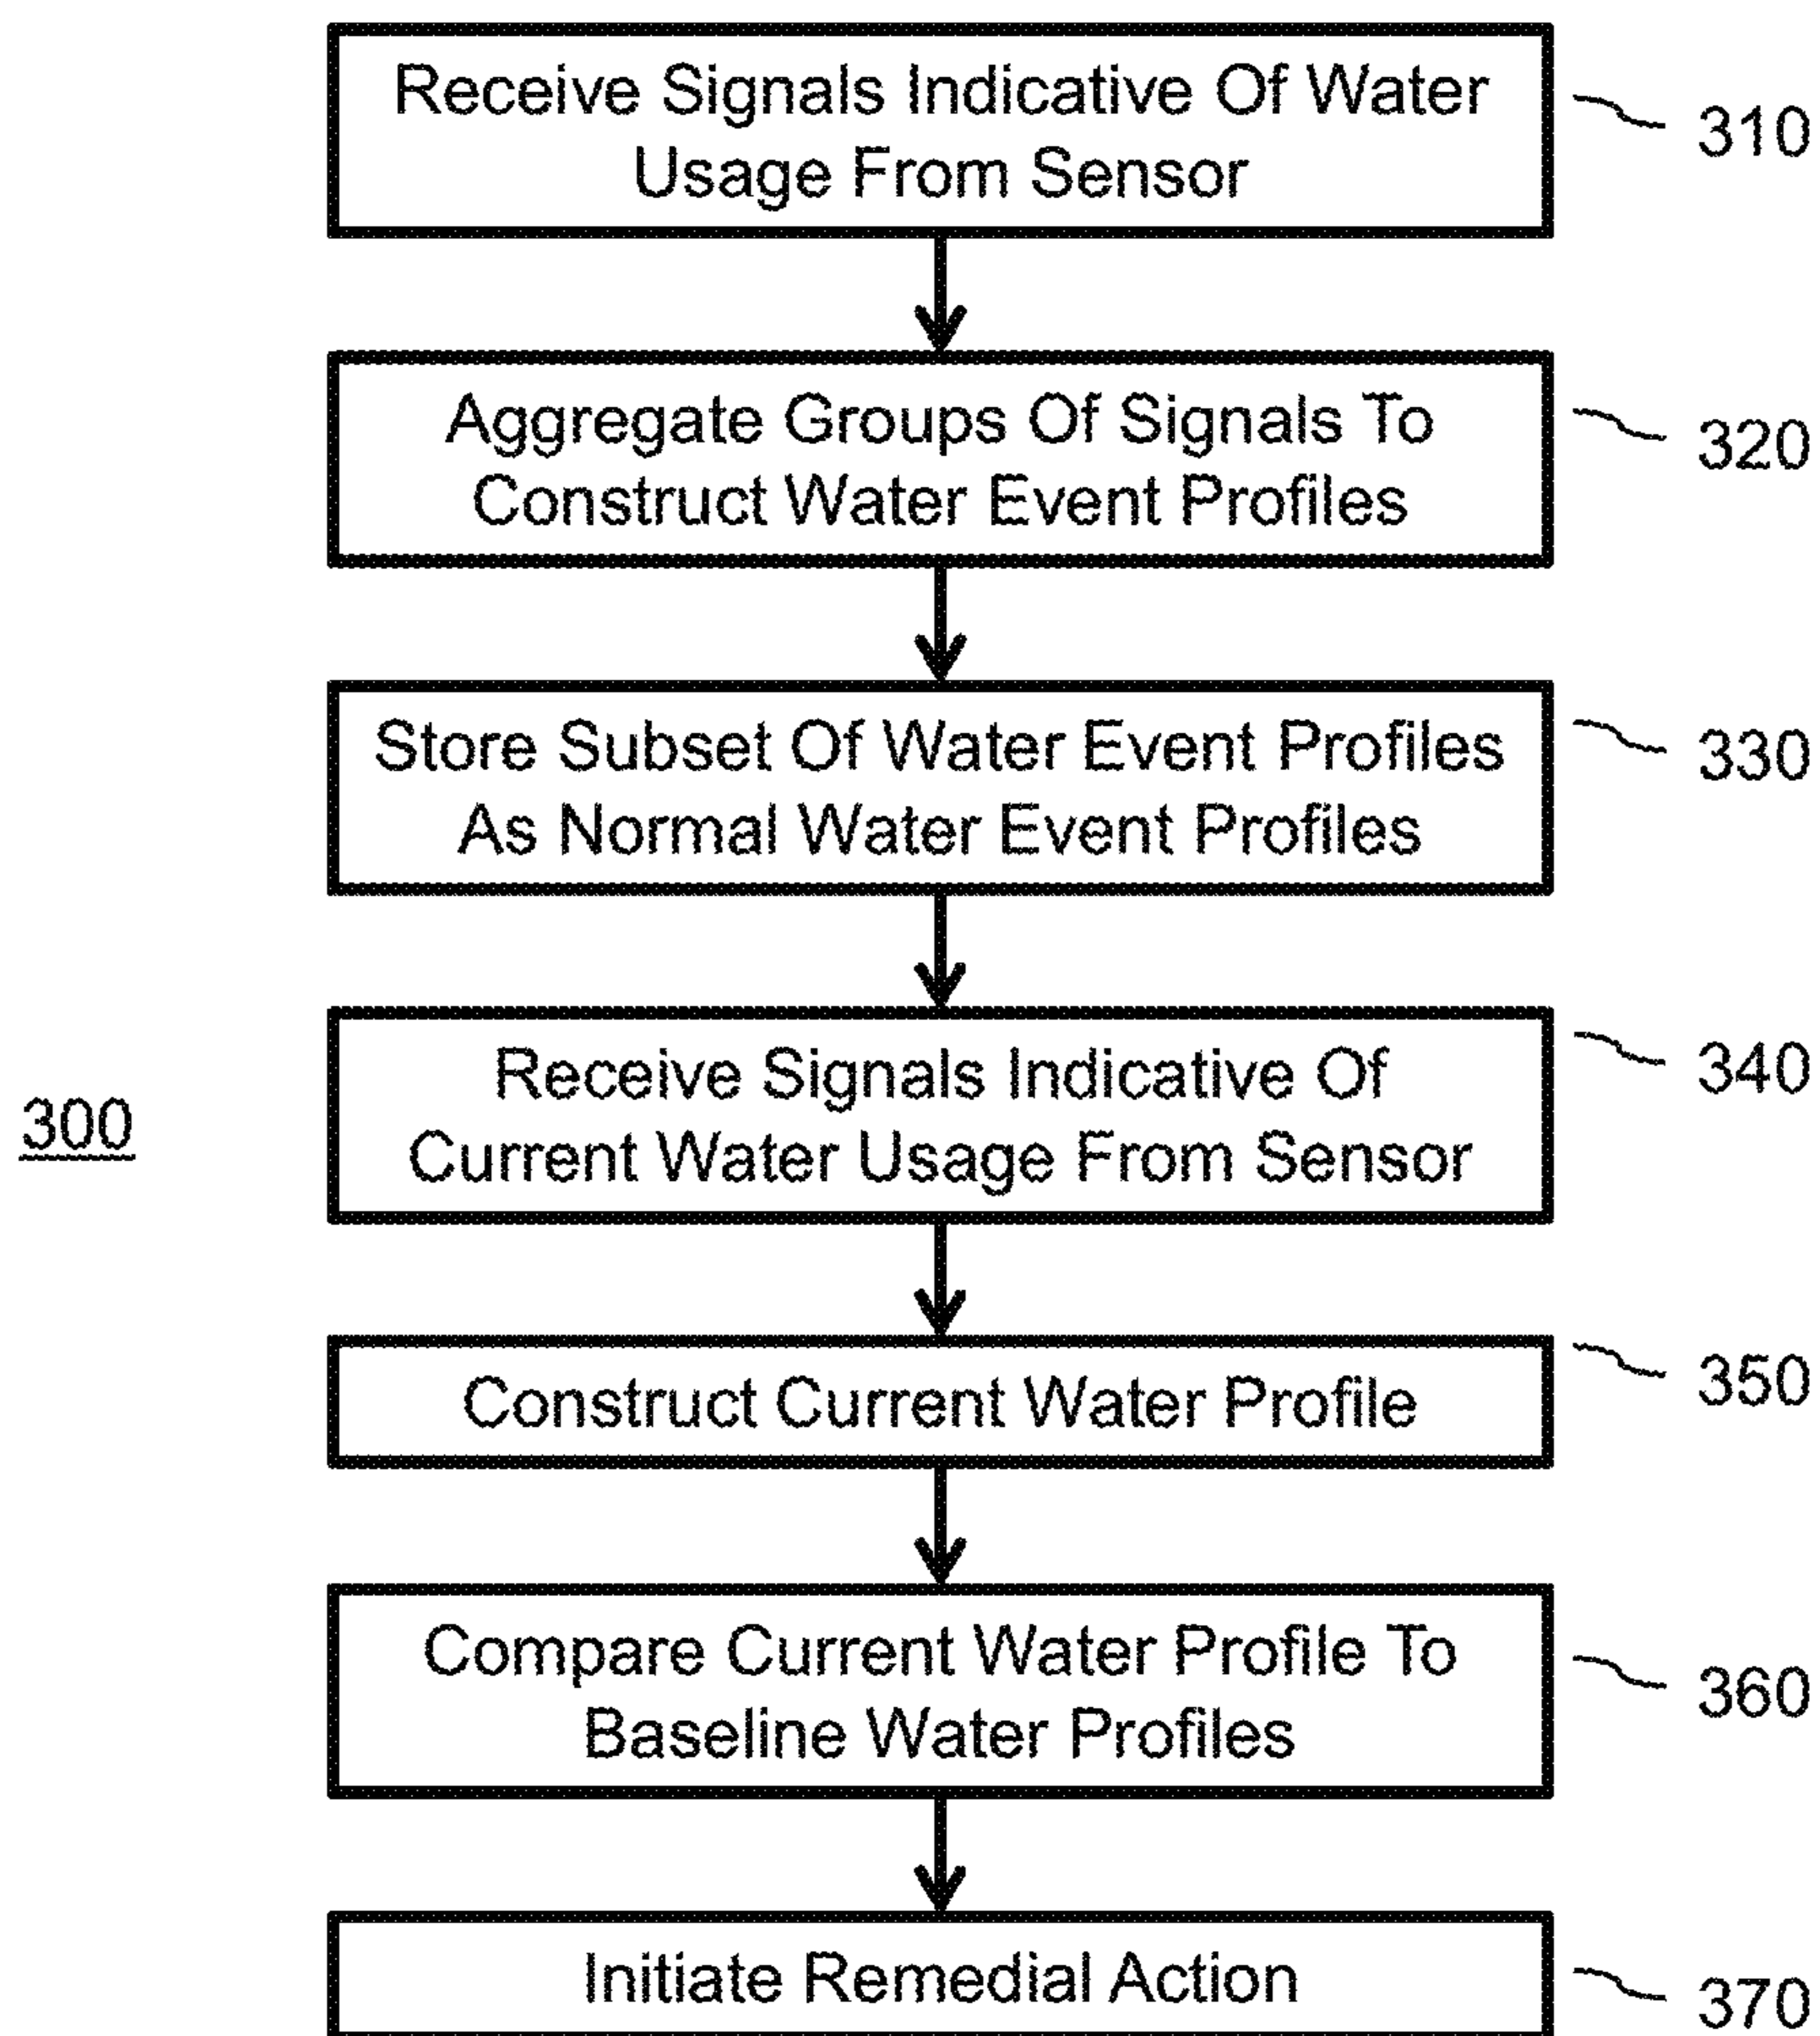 Receive Signals Indicative Of Water
Usage From Sensor
310
Aggregate Groups Of Signals To
Construct Water Event Profiles
320
Store Subset Of Water Event Profiles
As Normal Water Event Profiles
330
Receive Signals Indicative Of
Current Water Usage From Sensor
340
300
Construct Current Water Profile
350
Compare Current Water Profile To
Baseline Water Profiles
360
Initiate Remedial Action
370